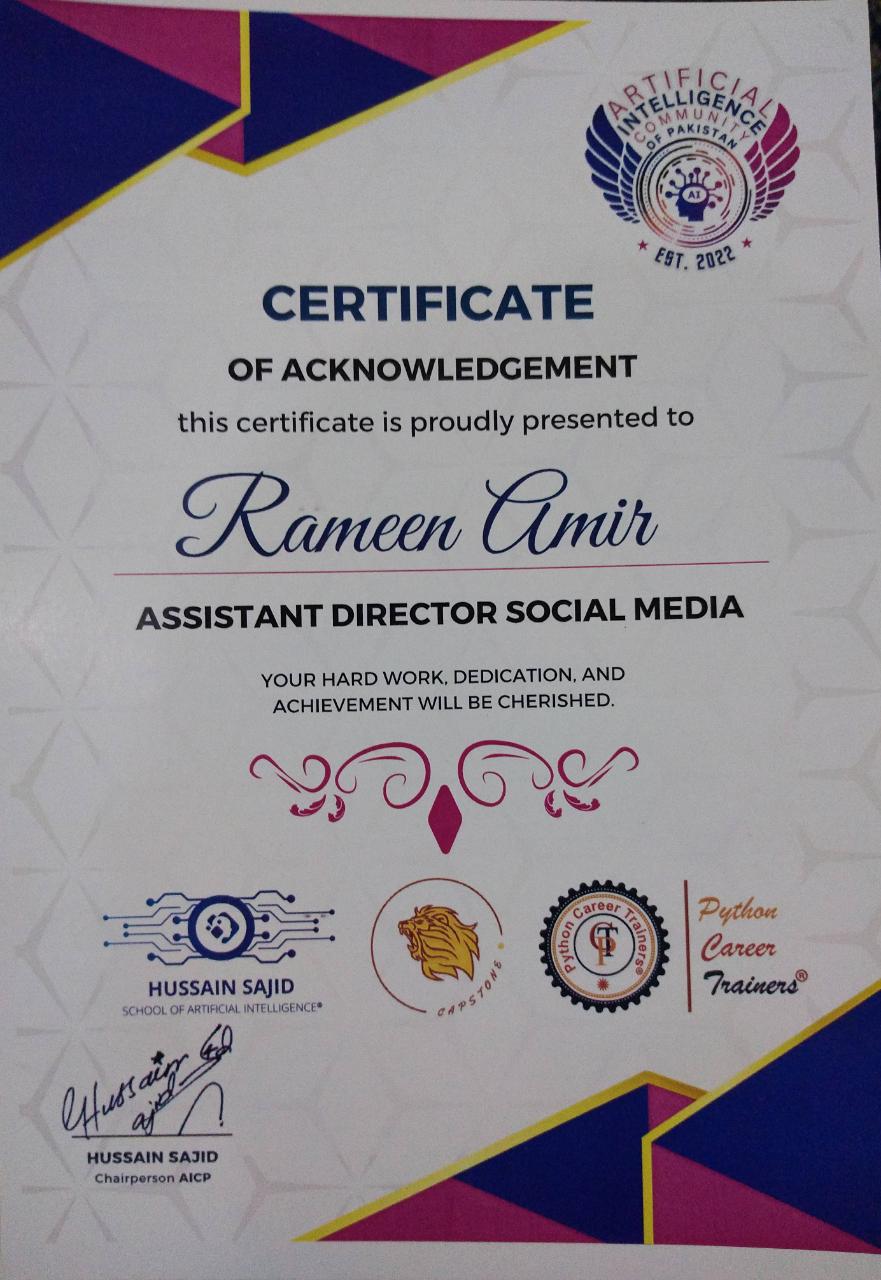 ARTIFICIAL
INTELLIGENCE
COMMUNITY
OF PAKISTAN
AI
★ EST. 2022 ★
CERTIFICATE
OF ACKNOWLEDGEMENT
this certificate is proudly presented to
Rameen Amir
ASSISTANT DIRECTOR SOCIAL MEDIA
YOUR HARD WORK, DEDICATION, AND
ACHIEVEMENT WILL BE CHERISHED.
HUSSAIN SAJID
SCHOOL OF ARTIFICIAL INTELLIGENCE®
CAPSTONE
Python Career Trainers®
Python
Career
Trainers®
Hussain
HUSSAIN SAJID
Chairperson AICP